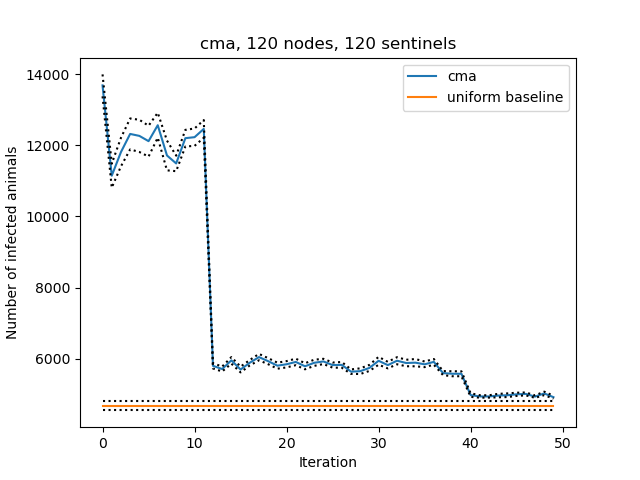 cma, 120 nodes, 120 sentinels
cma
uniform baseline
Number of infected animals
14000
12000
10000
8000
6000
0
10
20
30
40
50
Iteration